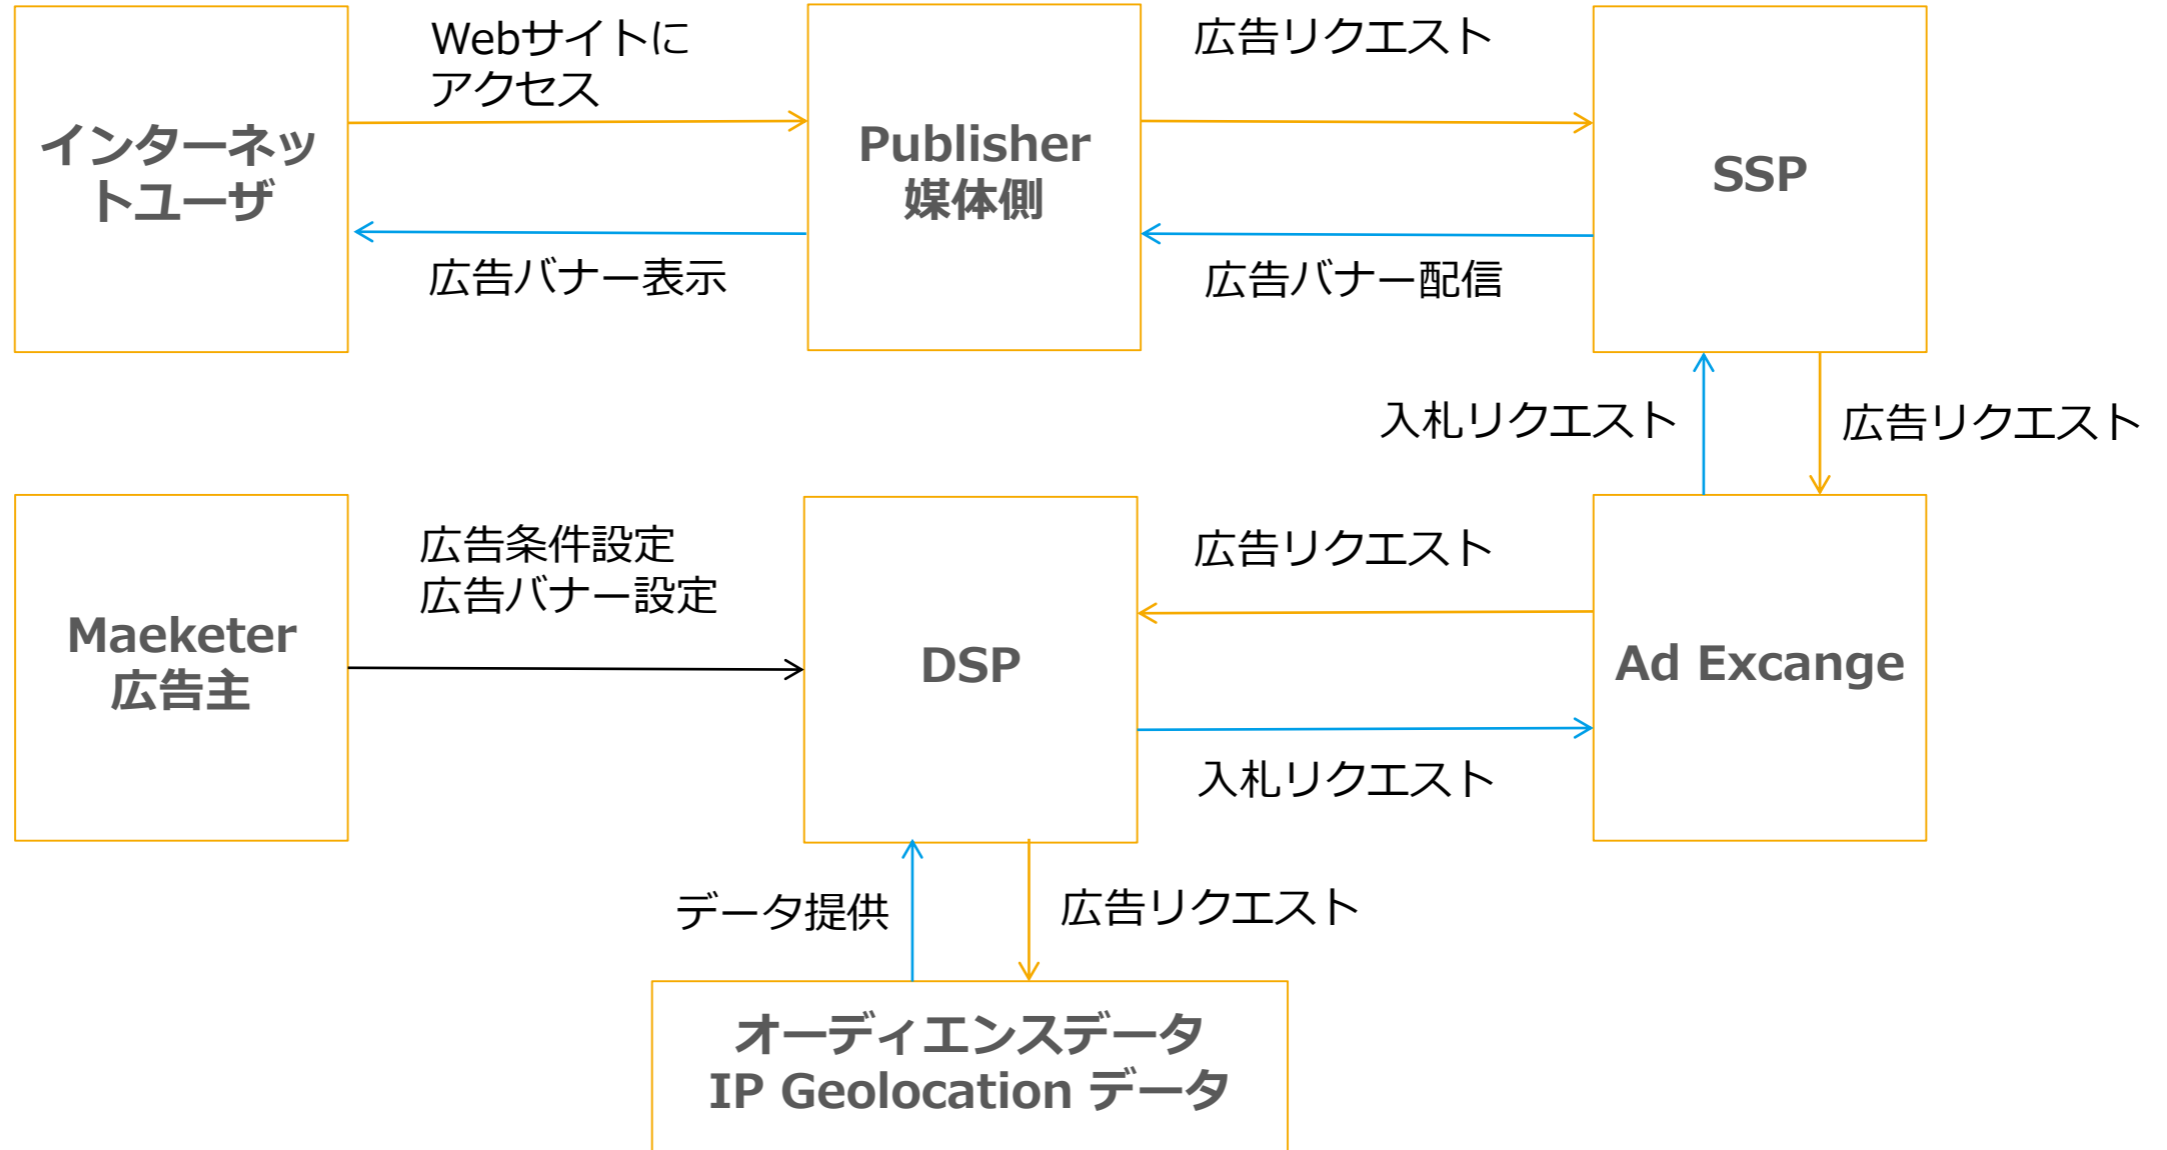 インターネッ
トユーザ
Webサイトに
アクセス
広告バナー表示
Publisher
媒体側
広告リクエスト
広告バナー配信
SSP
入札リクエスト
広告リクエスト
Maeketer
広告主
広告条件設定
広告バナー設定
DSP
広告リクエスト
入札リクエスト
Ad Excange
データ提供
広告リクエスト
オーディエンスデータ
IP Geolocation データ